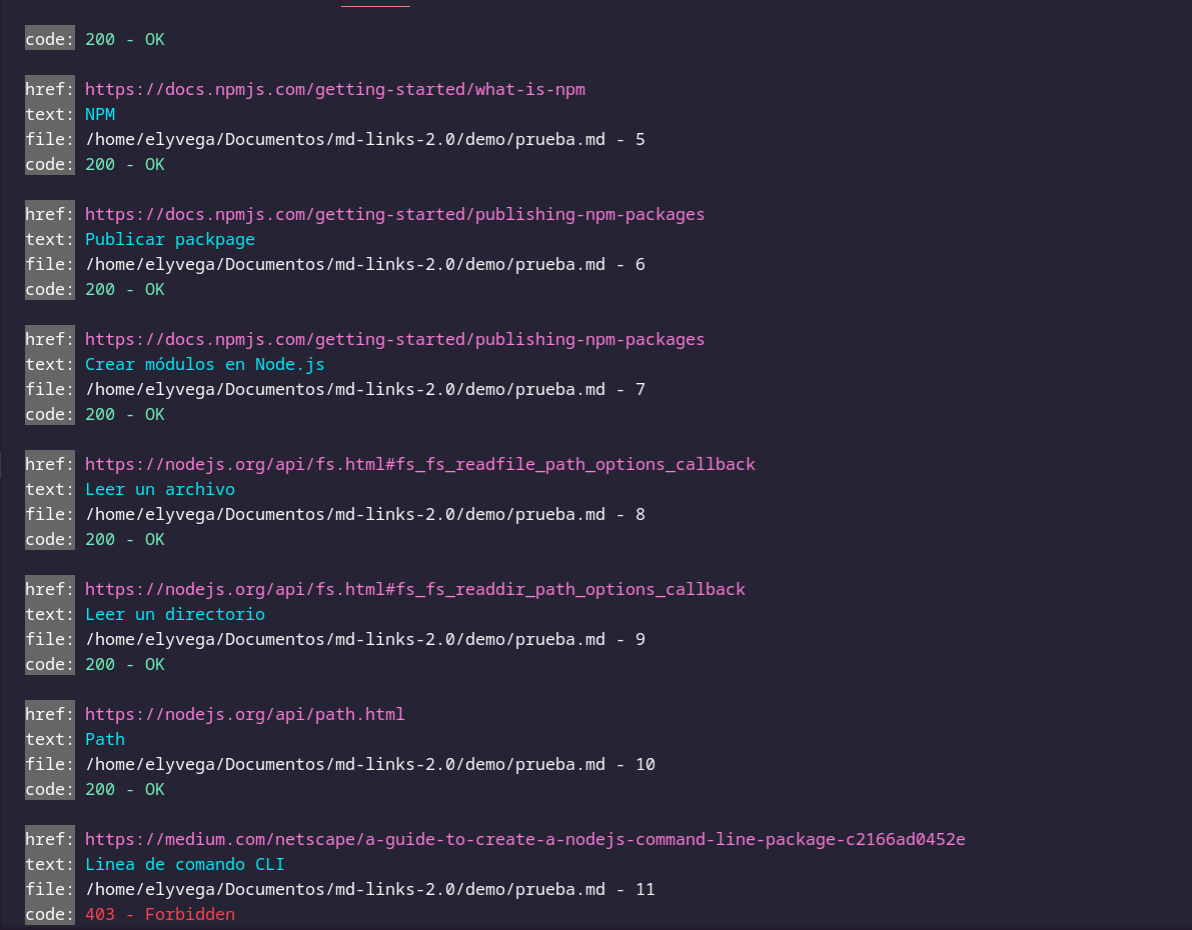 code: 200 - OK
href: https://docs.npmjs.com/getting-started/what-is-npm
text: NPM
file: /home/elyvega/Documentos/md-links-2.0/demo/prueba.md - 5
code: 200 - OK
href: https://docs.npmjs.com/getting-started/publishing-npm-packages
text: Publicar packpage
file: /home/elyvega/Documentos/md-links-2.0/demo/prueba.md - 6
code: 200 - OK
href: https://docs.npmjs.com/getting-started/publishing-npm-packages
text: Crear módulos en Node.js
file: /home/elyvega/Documentos/md-links-2.0/demo/prueba.md - 7
code: 200 - OK
href: https://nodejs.org/api/fs.html#fs_fs_readfile_path_options_callback
text: Leer un archivo
file: /home/elyvega/Documentos/md-links-2.0/demo/prueba.md - 8
code: 200 - OK
href: https://nodejs.org/api/fs.html#fs_fs_readdir_path_options_callback
text: Leer un directorio
file: /home/elyvega/Documentos/md-links-2.0/demo/prueba.md - 9
code: 200 - OK
href: https://nodejs.org/api/path.html
text: Path
file: /home/elyvega/Documentos/md-links-2.0/demo/prueba.md - 10
code: 200 - OK
href: https://medium.com/netscape/a-guide-to-create-a-nodejs-command-line-package-c2166ad0452e
text: Linea de comando CLI
file: /home/elyvega/Documentos/md-links-2.0/demo/prueba.md - 11
code: 403 - Forbidden